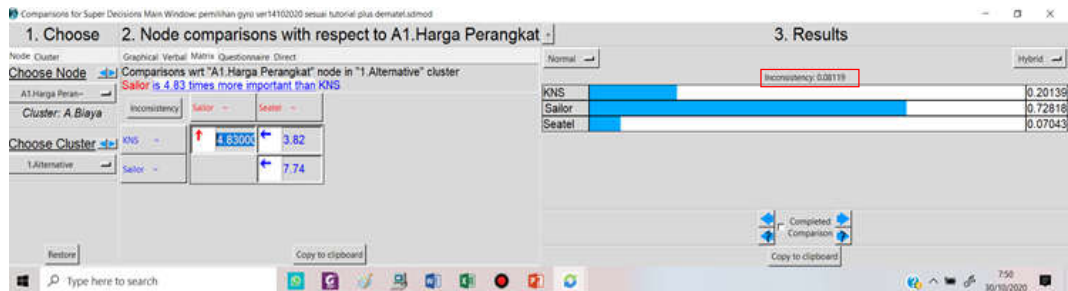 Comparisons for Super Decisions Main Window: pemilihan gyro ver14102020 sesuai tutorial plus dematel.sdmod
1. Choose
Node Cluster
Choose Node
A1.Harga Peran~
Cluster: A.Biaya
Choose Cluster
1.Alternative
Restore
2. Node comparisons with respect to A1.Harga Perangkat
Graphical Verbal Matrix Questionnaire Direct
Comparisons wrt "A1.Harga Perangkat" node in "1.Alternative" cluster
Sailor is 4.83 times more important than KNS
Inconsistency Sailor ~ Seatel ~
KNS ~ 4.8300 3.82
Sailor ~ 7.74
Copy to clipboard
3. Results
Normal Hybrid
Inconsistency: 0.08119
KNS 0.20139
Sailor 0.72818
Seatel 0.07043
Completed
Comparison
Copy to clipboard
Type here to search
7:50
30/10/2020